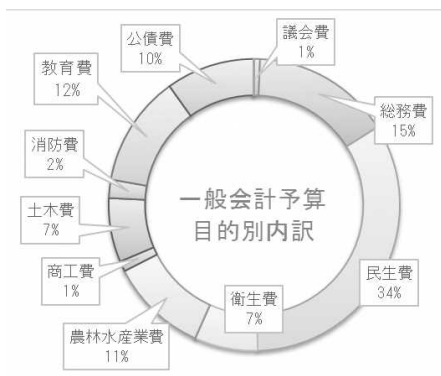 議会費
1%
総務費
15%
民生費
34%
衛生費
7%
農林水産業費
11%
商工費
1%
土木費
7%
消防費
2%
教育費
12%
公債費
10%
一般会計予算
目的別内訳